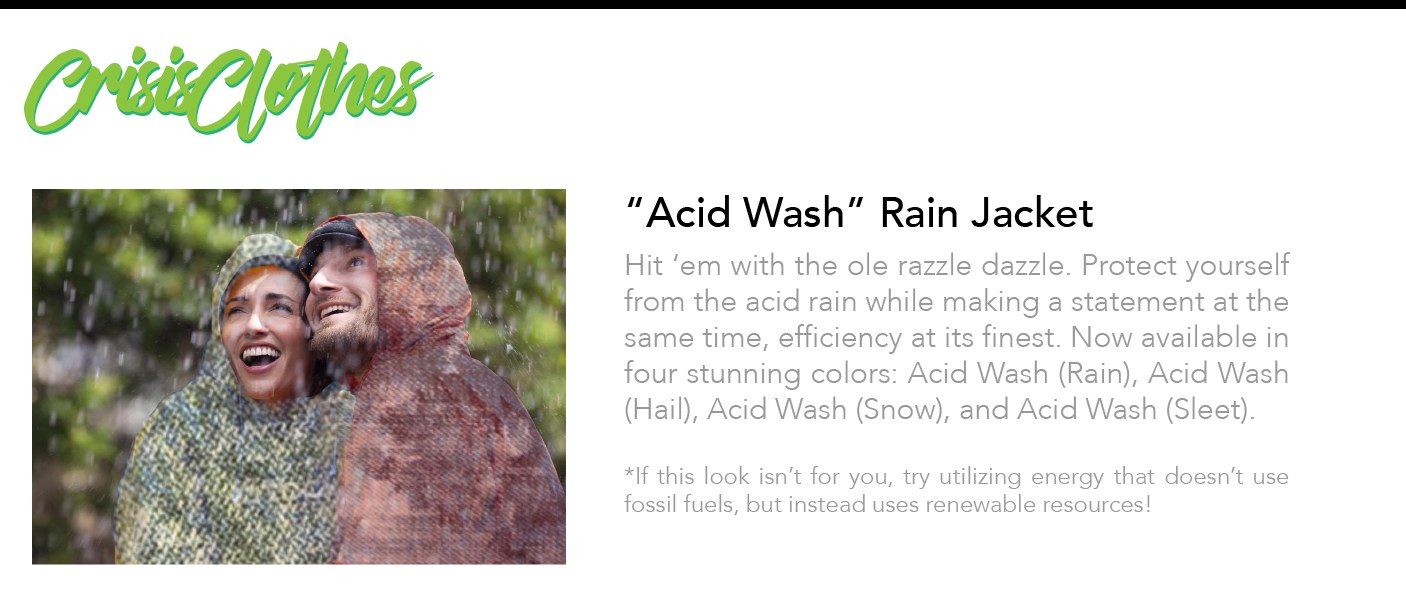 CrisisClothes
“Acid Wash” Rain Jacket
Hit ‘em with the ole razzle dazzle. Protect yourself
from the acid rain while making a statement at the
same time, efficiency at its finest. Now available in
four stunning colors: Acid Wash (Rain), Acid Wash
(Hail), Acid Wash (Snow), and Acid Wash (Sleet).
*If this look isn’t for you, try utilizing energy that doesn’t use
fossil fuels, but instead uses renewable resources!